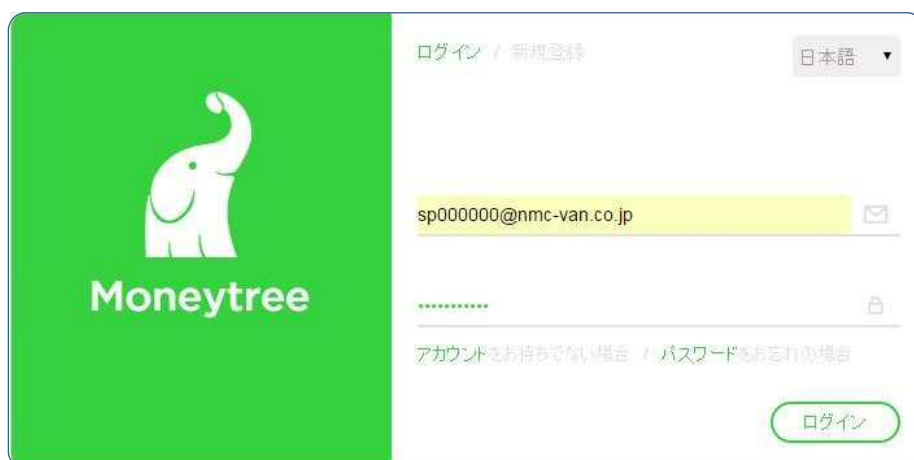 ログイン / 新規登録
日本語
sp000000@nmc-van.co.jp
Moneytree
•••••••••••
アカウントをお持ちでない場合 / パスワードをお忘れの場合
ログイン